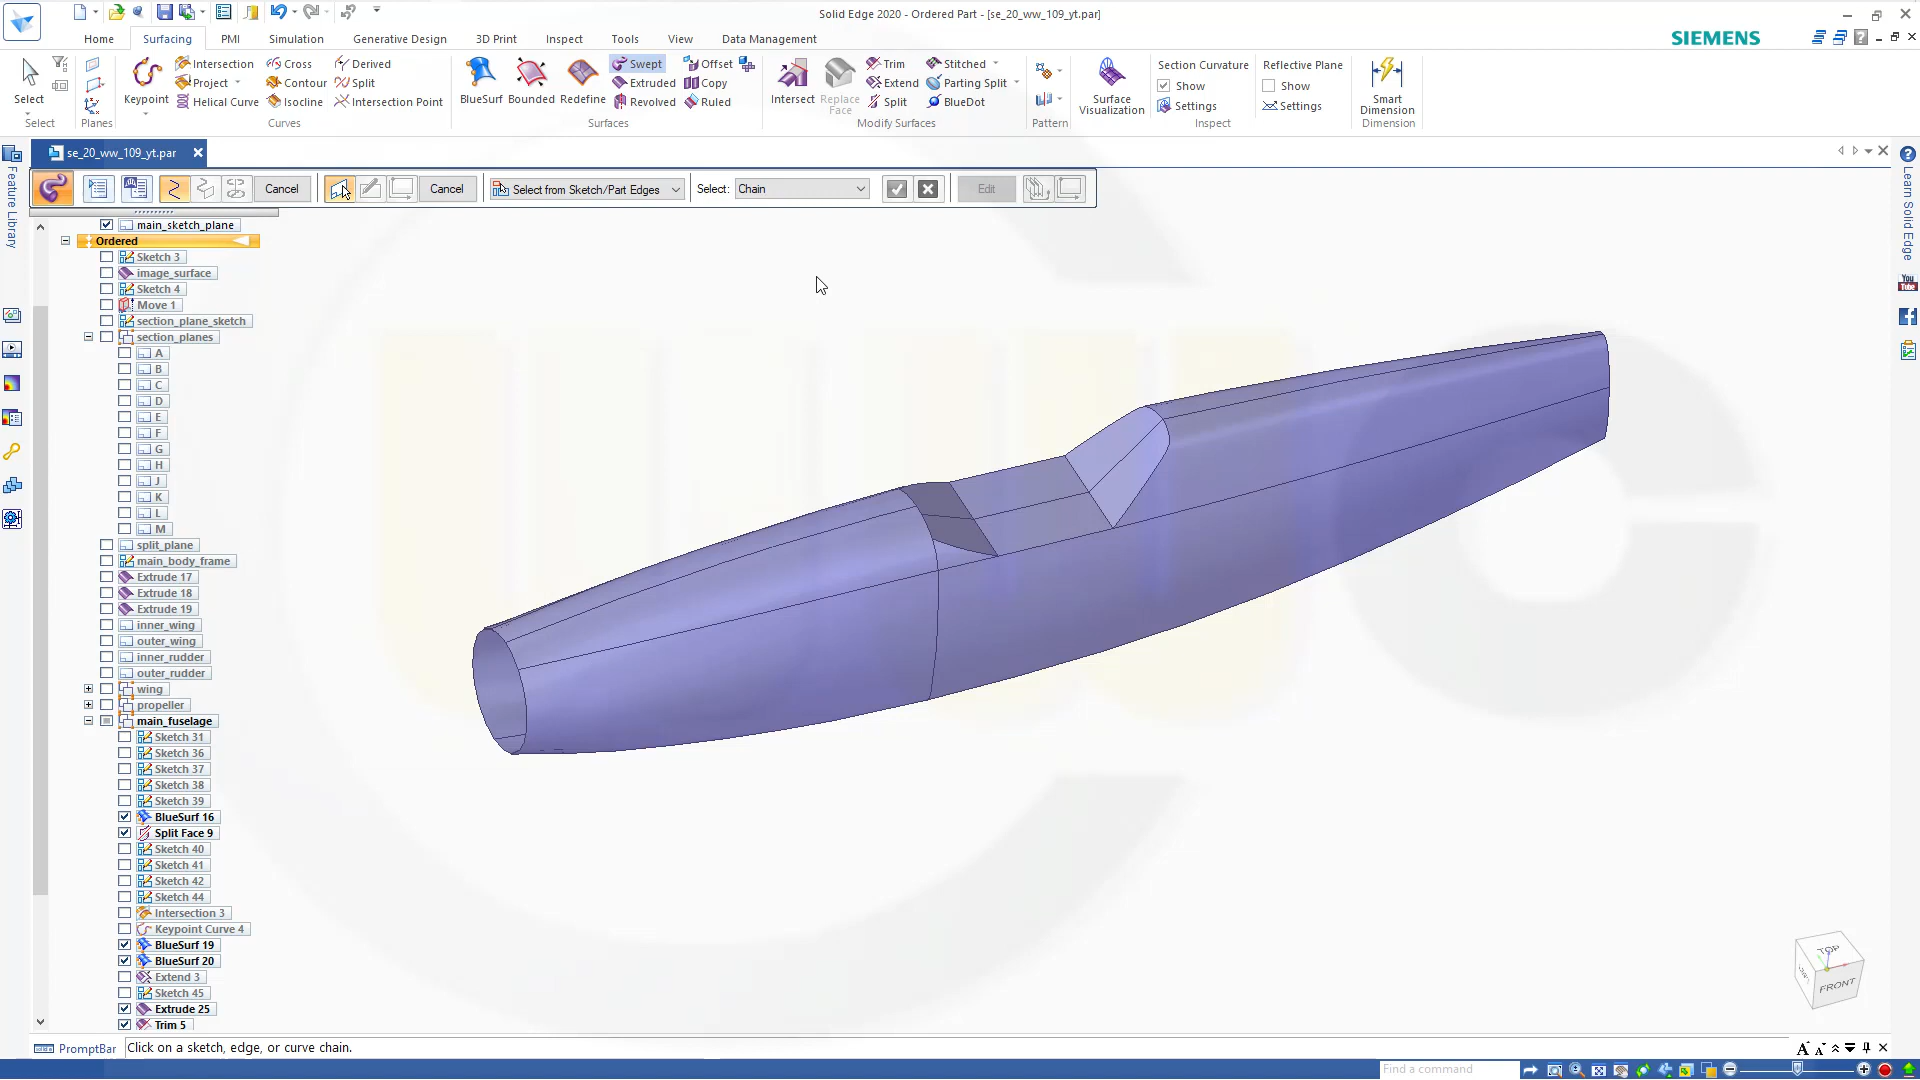 Solid Edge 2020 - Ordered Part - [se_20_ww_109_yt.par]
Home Surfacing PMI Simulation Generative Design 3D Print Inspect Tools View Data Management
SIEMENS
Select
Select
Planes
Keypoint
Intersection
Project
Helical Curve
Cross
Contour
Isocline
Derived
Split
Intersection Point
Curves
BlueSurf
Bounded
Redefine
Swept
Extruded
Revolved
Offset
Copy
Ruled
Surfaces
Intersect
Replace
Face
Trim
Extend
Split
Stitched
Parting Split
BlueDot
Modify Surfaces
Pattern
Surface
Visualization
Section Curvature
Show
Settings
Inspect
Reflective Plane
Show
Settings
Smart
Dimension
Dimension
se_20_ww_109_yt.par
Cancel
Cancel
Select from Sketch/Part Edges
Select:
Chain
Edit
Feature Library
Learn Solid Edge
You
Tube
main_sketch_plane
Ordered
Sketch 3
image_surface
Sketch 4
Move 1
section_plane_sketch
section_planes
A
B
C
D
E
F
G
H
J
K
L
M
split_plane
main_body_frame
Extrude 17
Extrude 18
Extrude 19
inner_wing
outer_wing
inner_rudder
outer_rudder
wing
propeller
main_fuselage
Sketch 31
Sketch 36
Sketch 37
Sketch 38
Sketch 39
BlueSurf 16
Split Face 9
Sketch 40
Sketch 41
Sketch 42
Sketch 44
Intersection 3
Keypoint Curve 4
BlueSurf 19
BlueSurf 20
Extend 3
Sketch 45
Extrude 25
Trim 5
TOP
FRONT
PromptBar
Click on a sketch, edge, or curve chain.
Find a command